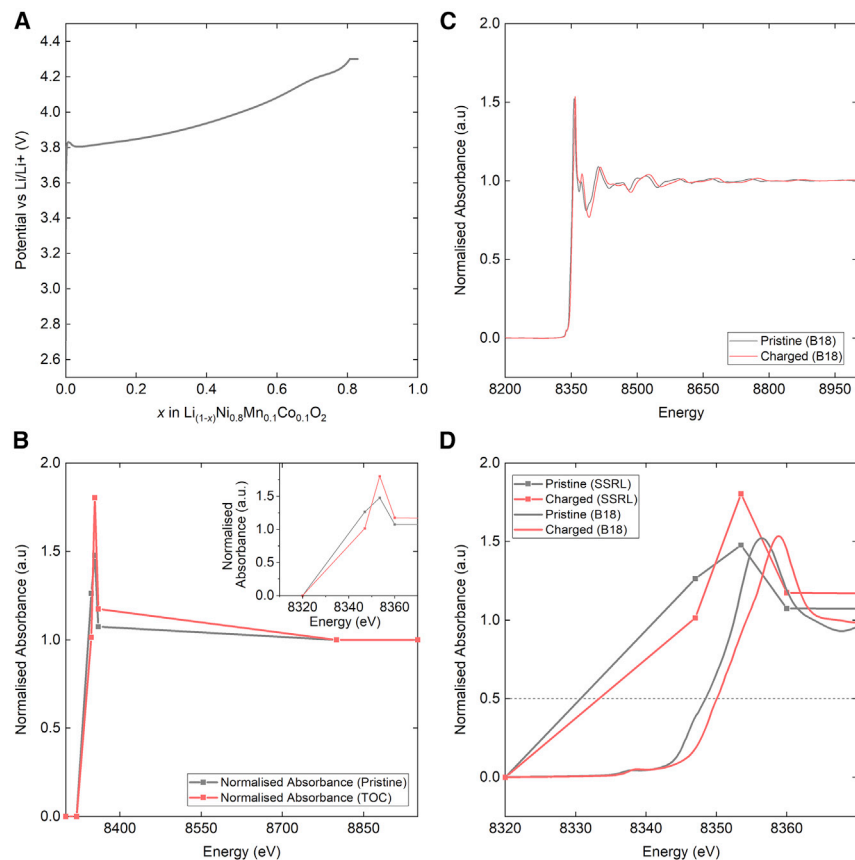 A
4.4
4.2
4.0
3.8
3.6
3.4
3.2
3.0
2.8
2.6
Potential vs Li/Li+ (V)
0.0 0.2 0.4 0.6 0.8 1.0
x in Li(1-x)Ni0.8Mn0.1Co0.1O2
C
2.0
1.5
1.0
0.5
0.0
Normalised Absorbance (a.u)
Pristine (B18)
Charged (B18)
8200 8350 8500 8650 8800 8950
Energy
B
2.0
1.5
1.0
0.5
0.0
Normalised Absorbance (a.u)
1.5
1.0
0.5
0
Normalised
Absorbance (a.u.)
8320 8340 8360
Energy (eV)
Normalised Absorbance (Pristine)
Normalised Absorbance (TOC)
8400 8550 8700 8850
Energy (eV)
D
2.0
1.5
1.0
0.5
0.0
Normalised Absorbance (a.u)
Pristine (SSRL)
Charged (SSRL)
Pristine (B18)
Charged (B18)
8320 8330 8340 8350 8360
Energy (eV)